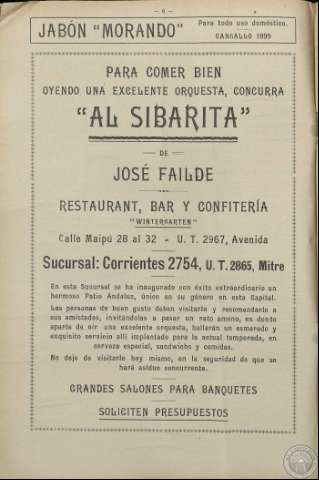 - 6 -
JABÓN "MORANDO"
Para todo uso doméstico.
CANGALLO 1899
PARA COMER BIEN
OYENDO UNA EXCELENTE ORQUESTA, CONCURRA
"AL SIBARITA"
DE
JOSÉ FAILDE
RESTAURANT, BAR Y CONFITERÍA
"WINTERGARTEN"
Calle Maipú 28 al 32 - U. T. 2967, Avenida
Sucursal: Corrientes 2754, U. T. 2865, Mitre
En esta Sucursal se ha inaugurado con éxito extraordinario un
hermoso Patio Andaluz, único en su género en esta Capital.
Las personas de buen gusto deben visitarlo y recomendarlo a
sus amistades, invitándolas a pasar un rato ameno, es donde
aparte de oir una excelente orquesta, hallarán un esmerado y
exquisito servicio allí implantado para la actual temporada, en
cerveza especial, sandwichs y comidas.
No deje de visitarlo hoy mismo, en la seguridad de que se
hará asiduo concurrente.
GRANDES SALONES PARA BANQUETES
SOLICITEN PRESUPUESTOS